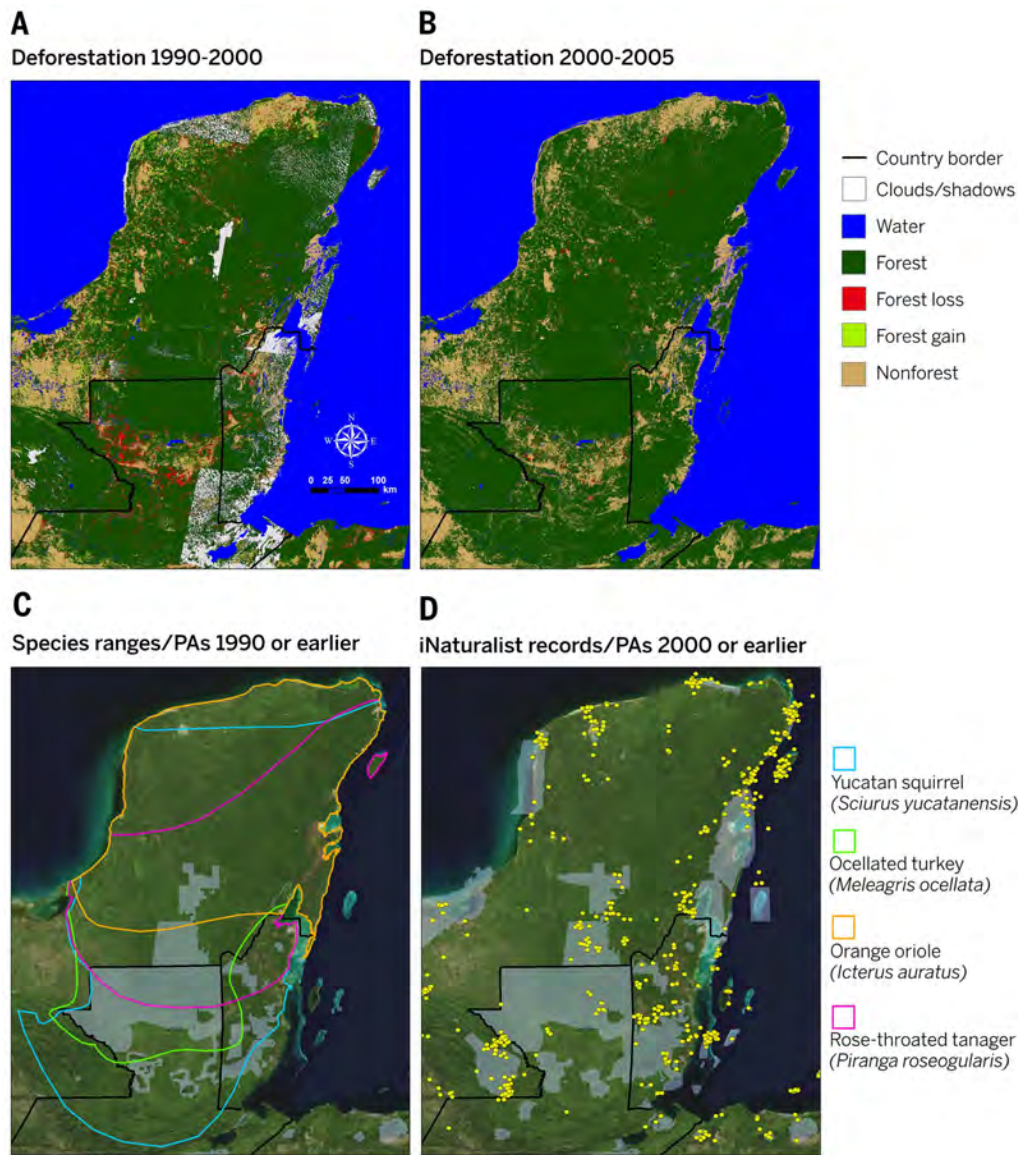 A
Deforestation 1990-2000
B
Deforestation 2000-2005
Country border
Clouds/shadows
Water
Forest
Forest loss
Forest gain
Nonforest
N
W E
S
0 25 50 100
km
C
Species ranges/PAs 1990 or earlier
D
iNaturalist records/PAs 2000 or earlier
Yucatan squirrel
(Sciurus yucatanensis)
Ocellated turkey
(Meleagris ocellata)
Orange oriole
(Icterus auratus)
Rose-throated tanager
(Piranga roseogularis)